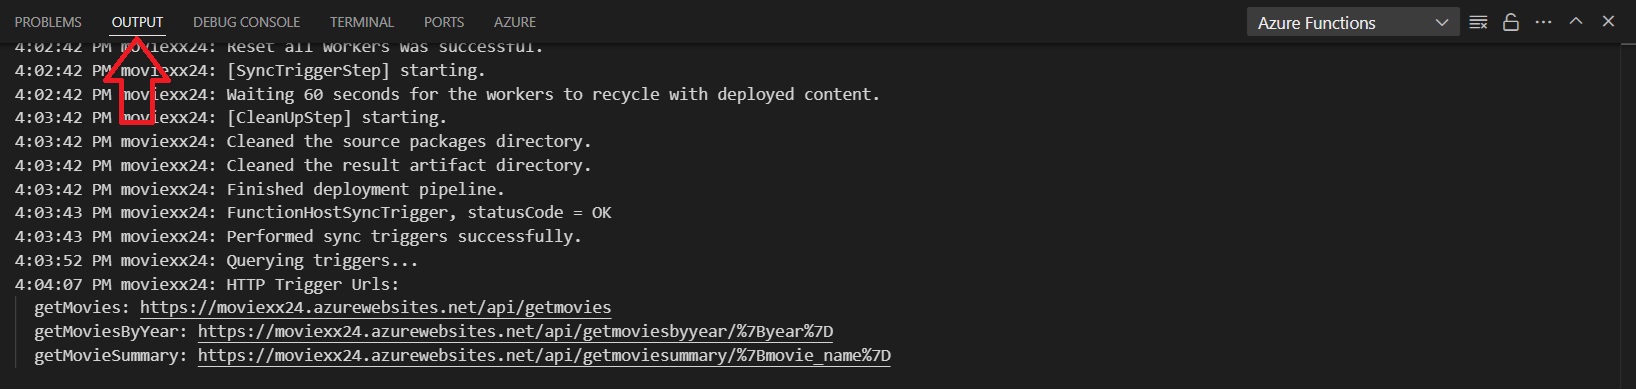 PROBLEMS OUTPUT DEBUG CONSOLE TERMINAL PORTS AZURE Azure Functions
4:02:42 PM moviexx24: Reset all workers was successful.
4:02:42 PM moviexx24: [SyncTriggerStep] starting.
4:02:42 PM moviexx24: Waiting 60 seconds for the workers to recycle with deployed content.
4:03:42 PM moviexx24: [CleanUpStep] starting.
4:03:42 PM moviexx24: Cleaned the source packages directory.
4:03:42 PM moviexx24: Cleaned the result artifact directory.
4:03:42 PM moviexx24: Finished deployment pipeline.
4:03:43 PM moviexx24: FunctionHostSyncTrigger, statusCode = OK
4:03:43 PM moviexx24: Performed sync triggers successfully.
4:03:52 PM moviexx24: Querying triggers...
4:04:07 PM moviexx24: HTTP Trigger Urls:
getMovies: https://moviexx24.azurewebsites.net/api/getmovies
getMoviesByYear: https://moviexx24.azurewebsites.net/api/getmoviesbyyear/%7Byear%7D
getMovieSummary: https://moviexx24.azurewebsites.net/api/getmoviesummary/%7Bmovie_name%7D